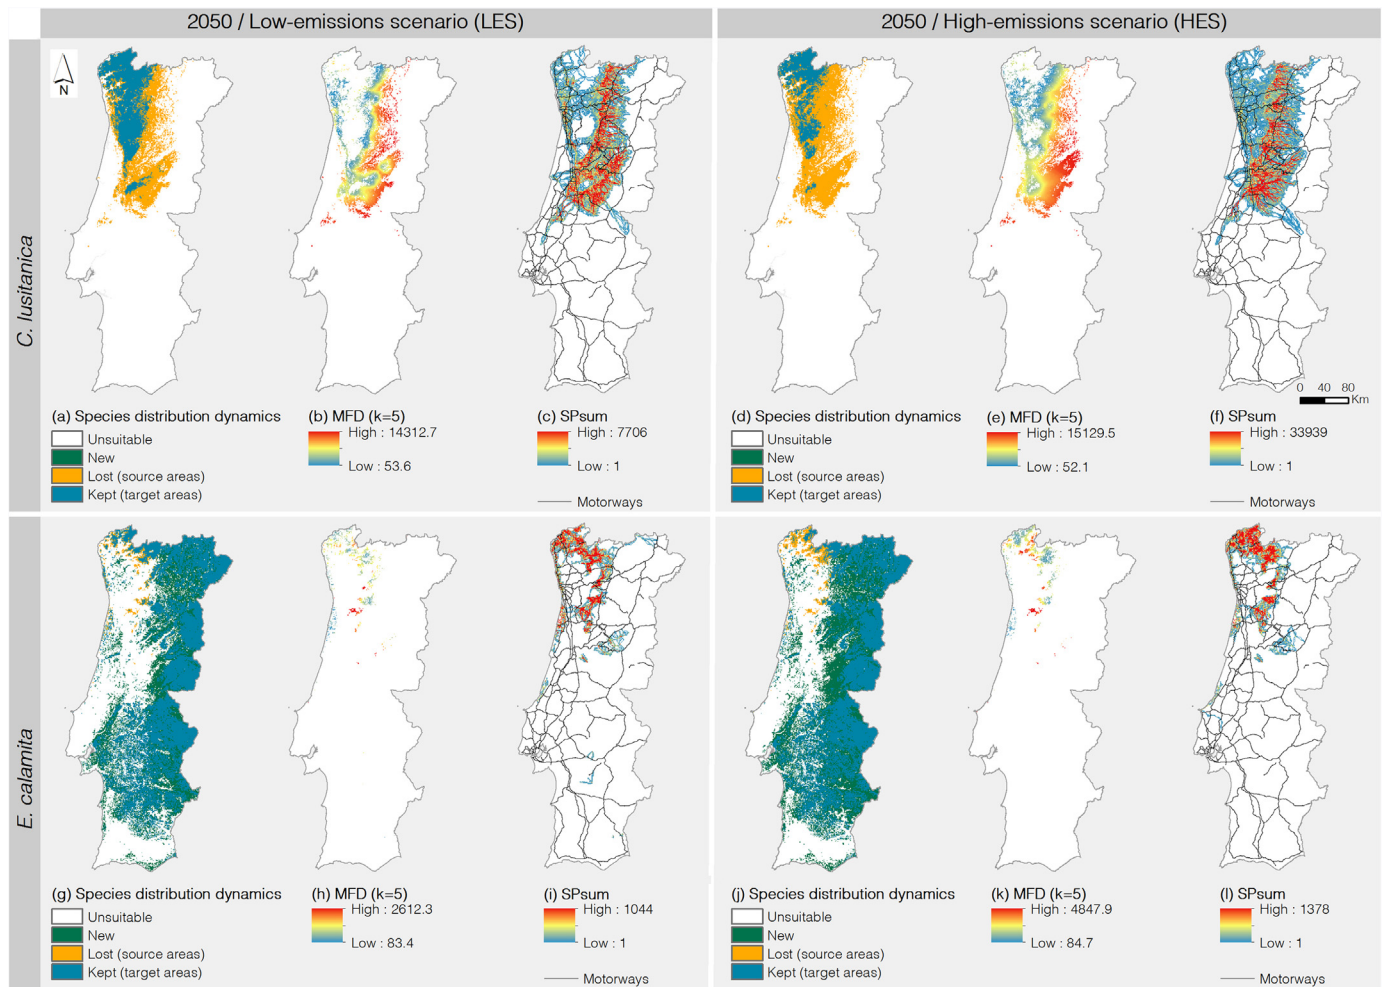 2050 / Low-emissions scenario (LES)
2050 / High-emissions scenario (HES)
C. lusitanica
N
0 40 80
Km
(a) Species distribution dynamics
Unsuitable
New
Lost (source areas)
Kept (target areas)
(b) MFD (k=5)
High : 14312.7
Low : 53.6
(c) SPsum
High : 7706
Low : 1
Motorways
(d) Species distribution dynamics
Unsuitable
New
Lost (source areas)
Kept (target areas)
(e) MFD (k=5)
High : 15129.5
Low : 52.1
(f) SPsum
High : 33939
Low : 1
Motorways
E. calamita
(g) Species distribution dynamics
Unsuitable
New
Lost (source areas)
Kept (target areas)
(h) MFD (k=5)
High : 2612.3
Low : 83.4
(i) SPsum
High : 1044
Low : 1
Motorways
(j) Species distribution dynamics
Unsuitable
New
Lost (source areas)
Kept (target areas)
(k) MFD (k=5)
High : 4847.9
Low : 84.7
(l) SPsum
High : 1378
Low : 1
Motorways